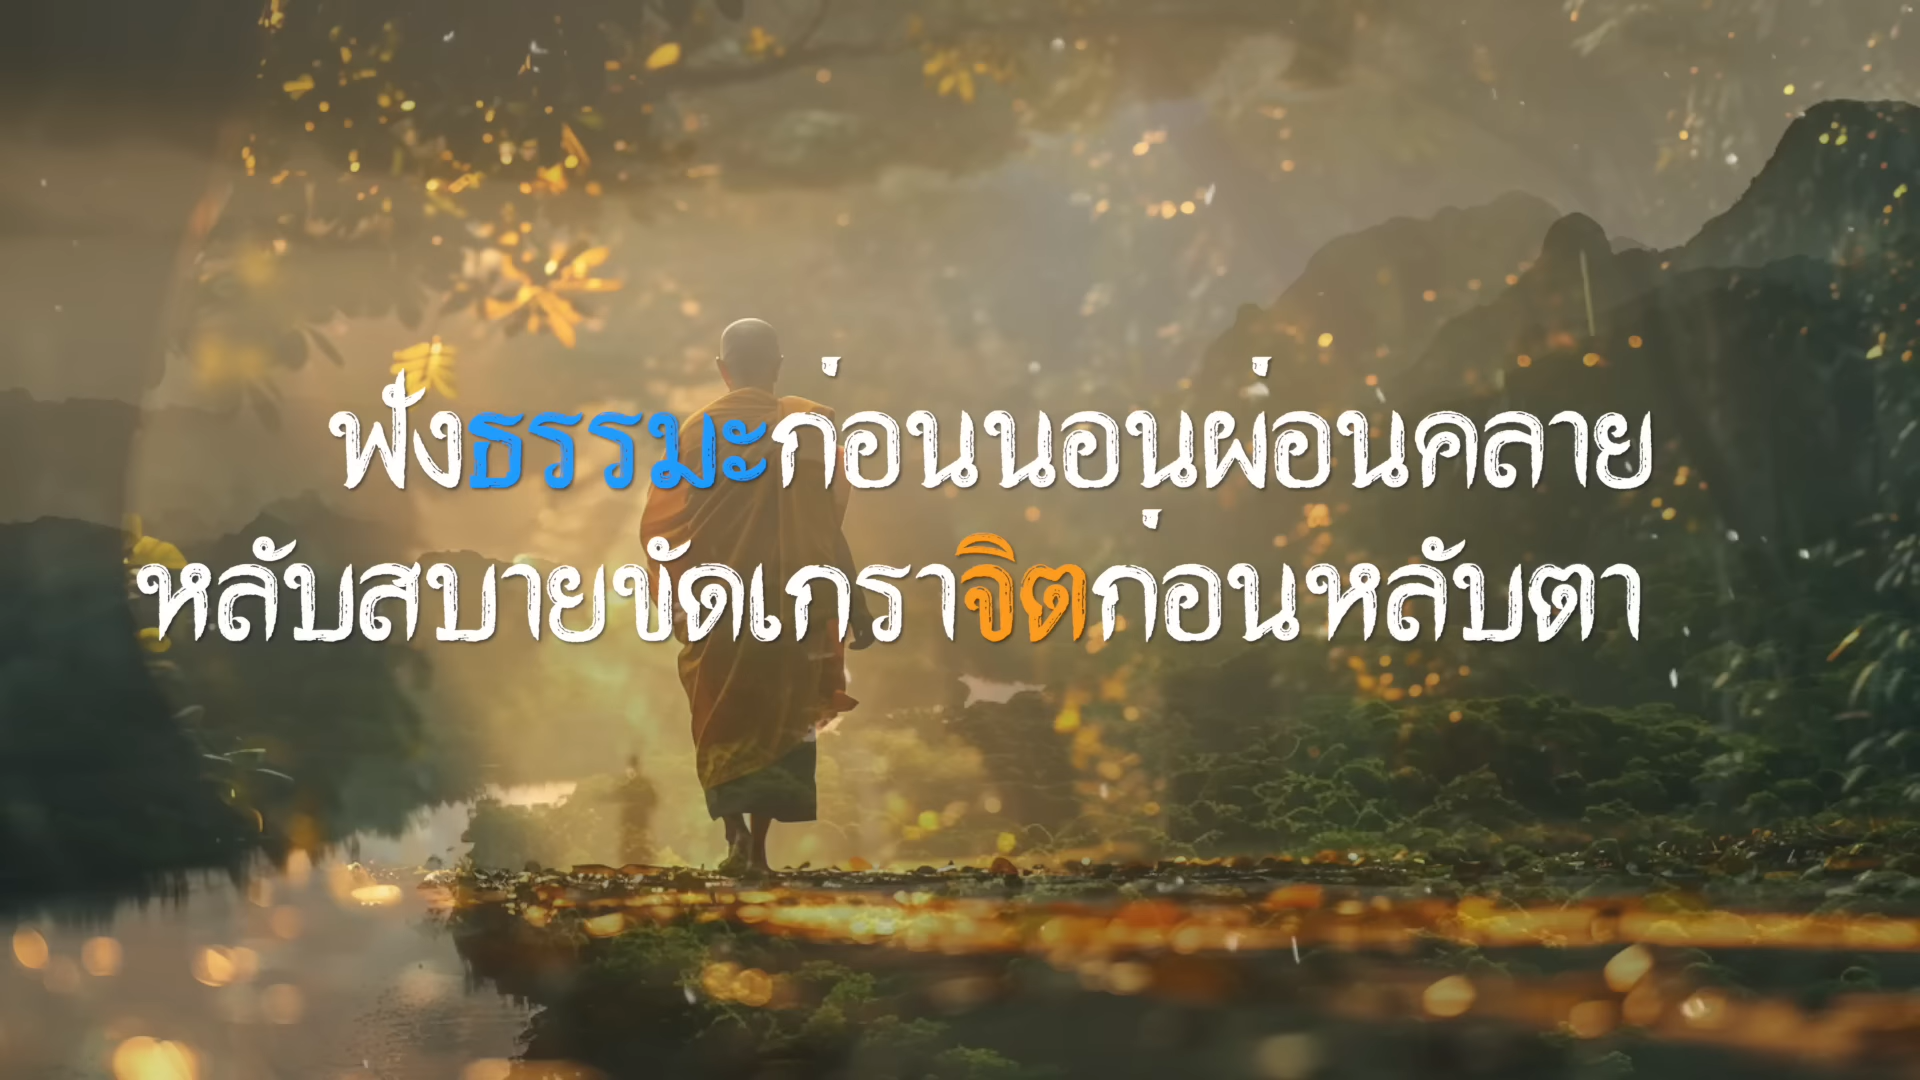 ฟังธรรมะก่อนนอนผ่อนคลาย
หลับสบายขัดเกราจิตก่อนหลับตา